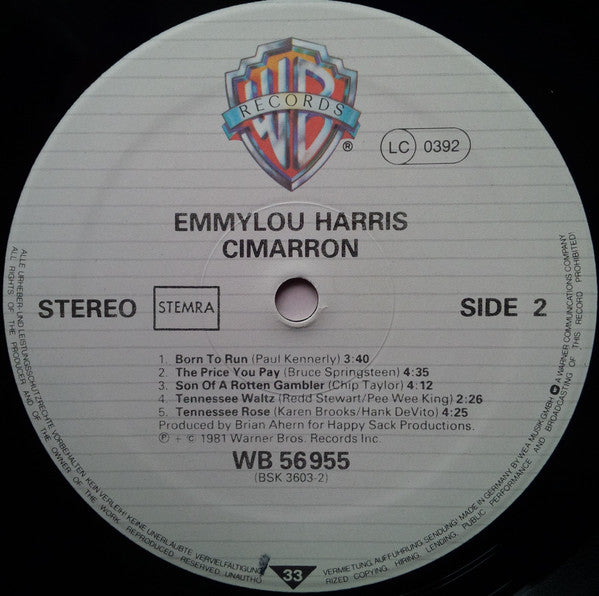 WB
RECORDS
®
LC 0392
EMMYLOU HARRIS
CIMARRON
STEREO STEMRA SIDE 2
1. Born To Run (Paul Kennerly) 3:40
2. The Price You Pay (Bruce Springsteen) 4:35
3. Son Of A Rotten Gambler (Chip Taylor) 4:12
4. Tennessee Waltz (Redd Stewart/Pee Wee King) 2:26
5. Tennessee Rose (Karen Brooks/Hank DeVito) 4:25
Produced by Brian Ahern for Happy Sack Productions.
℗ + © 1981 Warner Bros. Records Inc.
WB 56 955
(BSK 3603-2)
ALLE URHEBER- UND LEISTUNGSSCHUTZRECHTE VORBEHALTEN. KEIN VERLEIH! KEINE UNERLAUBTE VERVIELFÄLTIGUNG, VERMIETUNG, AUFFÜHRUNG, SENDUNG! MADE IN GERMANY BY WEA MUSIK GMBH A WARNER COMMUNICATIONS COMPANY
ALL RIGHTS OF THE PRODUCER AND OF THE OWNER OF THE WORK REPRODUCED RESERVED. UNAUTHORIZED COPYING, HIRING, LENDING, PUBLIC PERFORMANCE AND BROADCASTING OF THIS RECORD PROHIBITED!
33